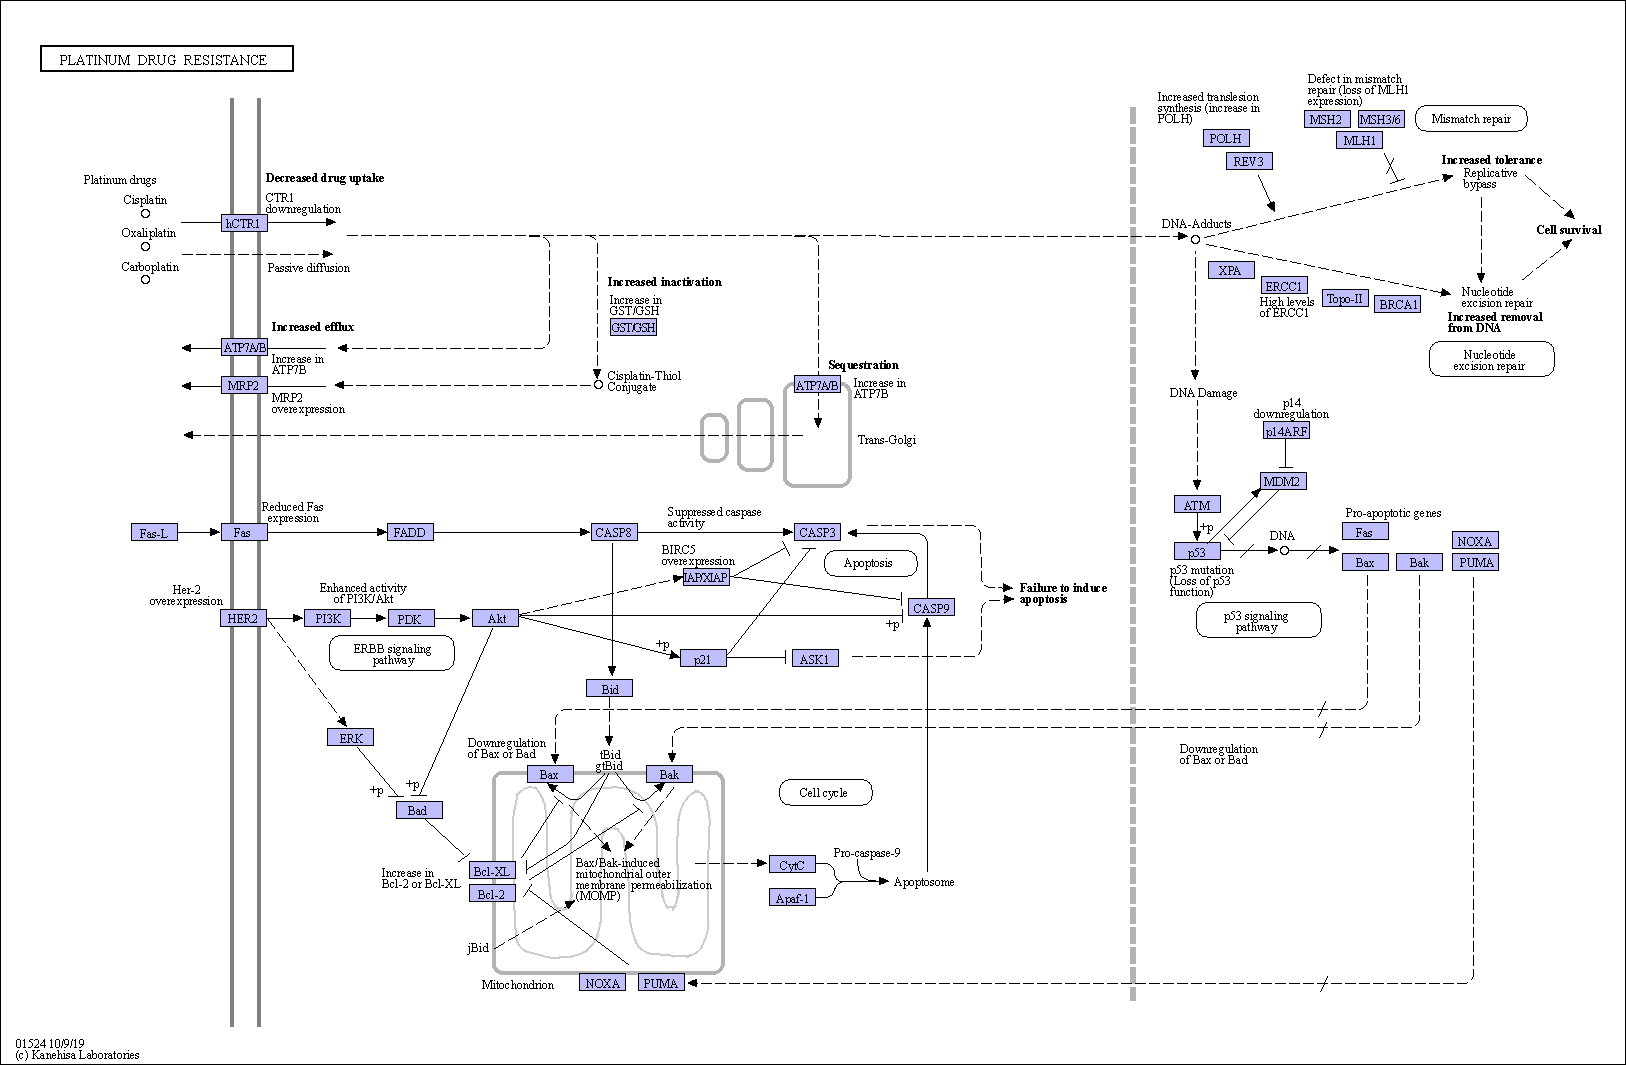 PLATINUM DRUG RESISTANCE
Platinum drugs
Cisplatin
Oxaliplatin
Carboplatin
Decreased drug uptake
CTR1
downregulation
hCTR1
Passive diffusion
Increased efflux
ATP7A/B
Increase in
ATP7B
MRP2
MRP2
overexpression
Increased inactivation
Increase in
GST/GSH
GST/GSH
Cisplatin-Thiol
Conjugate
Sequestration
ATP7A/B
Increase in
ATP7B
Trans-Golgi
Increased translesion
synthesis (increase in
POLH)
POLH
REV3
Defect in mismatch
repair (loss of MLH1
expression)
MSH2
MSH3/6
MLH1
Mismatch repair
Increased tolerance
Replicative
bypass
DNA-Adducts
Cell survival
XPA
ERCC1
High levels
of ERCC1
Topo-II
BRCA1
Nucleotide
excision repair
Increased removal
from DNA
Nucleotide
excision repair
DNA Damage
p14
downregulation
p14ARF
MDM2
ATM
+p
p53
p53 mutation
(Loss of p53
function)
DNA
Pro-apoptotic genes
Fas
Bax
Bak
NOXA
PUMA
p53 signaling
pathway
Fas-L
Reduced Fas
expression
Fas
FADD
CASP8
Suppressed caspase
activity
CASP3
BIRC5
overexpression
IAP/XIAP
Apoptosis
Failure to induce
apoptosis
CASP9
+p
Her-2
overexpression
HER2
Enhanced activity
of PI3K/Akt
PI3K
PDK
Akt
ERBB signaling
pathway
+p
p21
ASK1
Bid
ERK
+p
+p
Bad
Downregulation
of Bax or Bad
tBid
gtBid
Bax
Bak
Downregulation
of Bax or Bad
Cell cycle
Increase in
Bcl-2 or Bcl-XL
Bcl-XL
Bcl-2
Bax/Bak-induced
mitochondrial outer
membrane permeabilization
(MOMP)
CytC
Apaf-1
Pro-caspase-9
Apoptosome
jBid
Mitochondrion
NOXA
PUMA
01524 10/9/19
(c) Kanehisa Laboratories